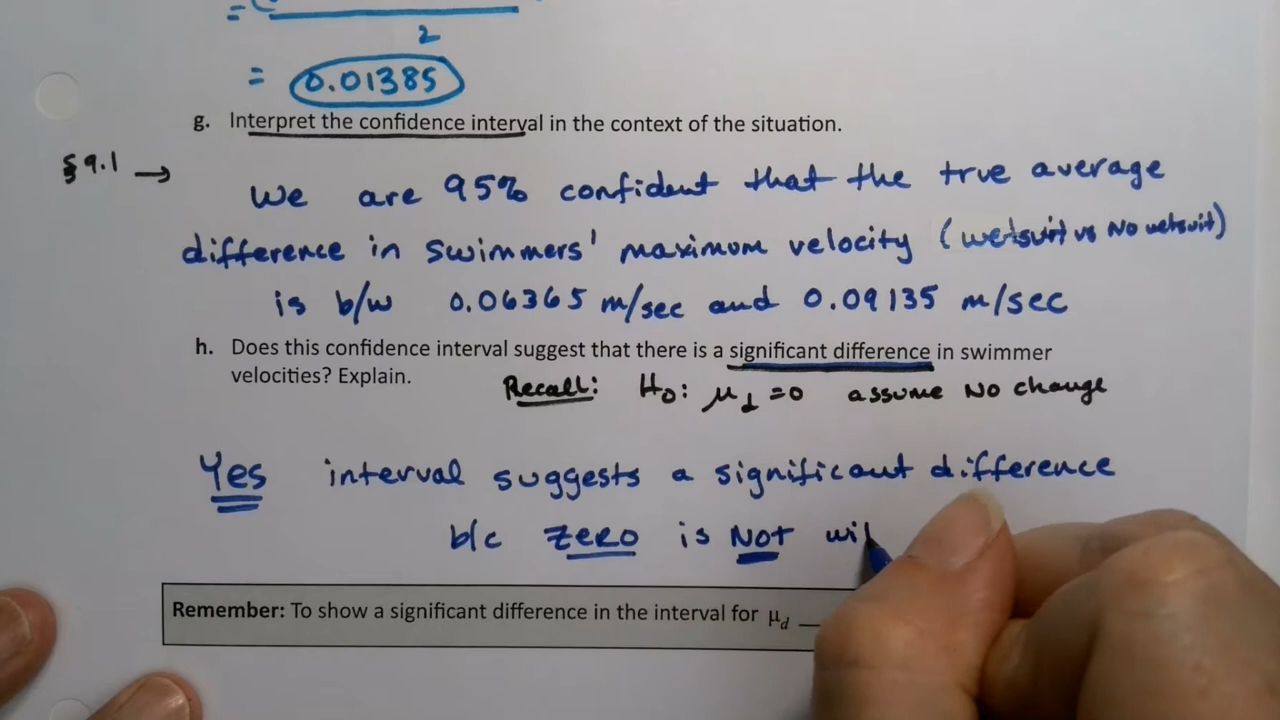 =
2
= 0.01385
g. Interpret the confidence interval in the context of the situation.
§9.1 → We are 95% confident that the true average
difference in swimmers' maximum velocity (wetsuit vs No wetsuit)
is b/w 0.06365 m/sec and 0.09135 m/sec
h. Does this confidence interval suggest that there is a significant difference in swimmer
velocities? Explain.
Recall: H₀: μd = 0 assume No change
Yes interval suggests a significant difference
b/c zero is Not wi
Remember: To show a significant difference in the interval for μd __